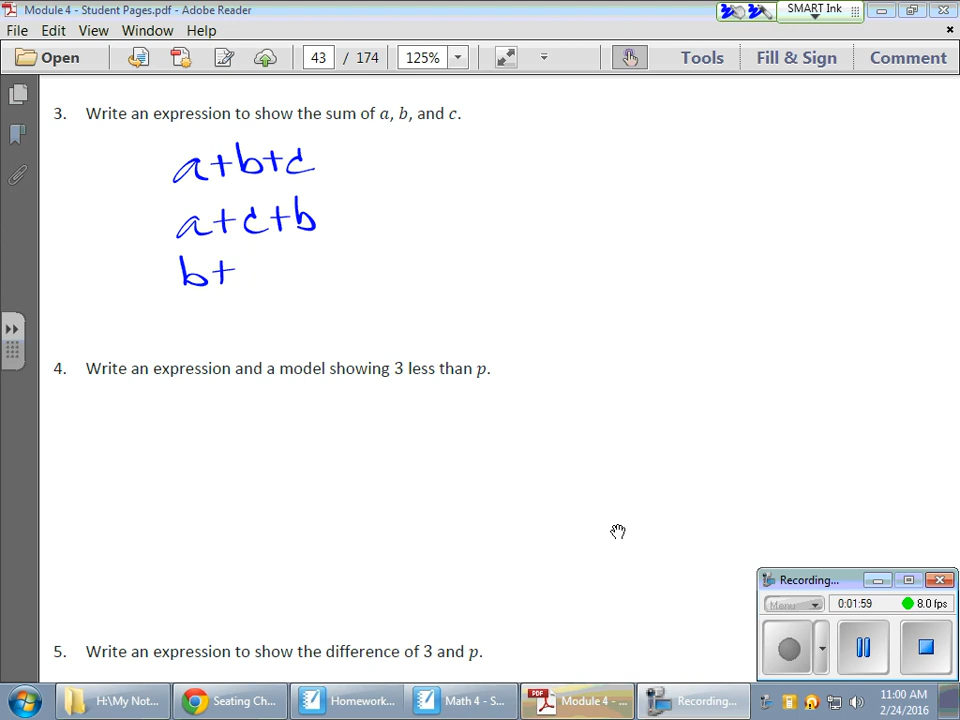 Module 4 - Student Pages.pdf - Adobe Reader
SMART Ink
File Edit View Window Help
Open
43 / 174
125%
Tools
Fill & Sign
Comment
3. Write an expression to show the sum of a, b, and c.
a+b+c
a+c+b
b+
4. Write an expression and a model showing 3 less than p.
5. Write an expression to show the difference of 3 and p.
Recording...
Menu
0:01:59
8.0 fps
H:\My Not...
Seating Ch...
Homework...
Math 4 - S...
Module 4 - ...
Recording...
11:00 AM
2/24/2016